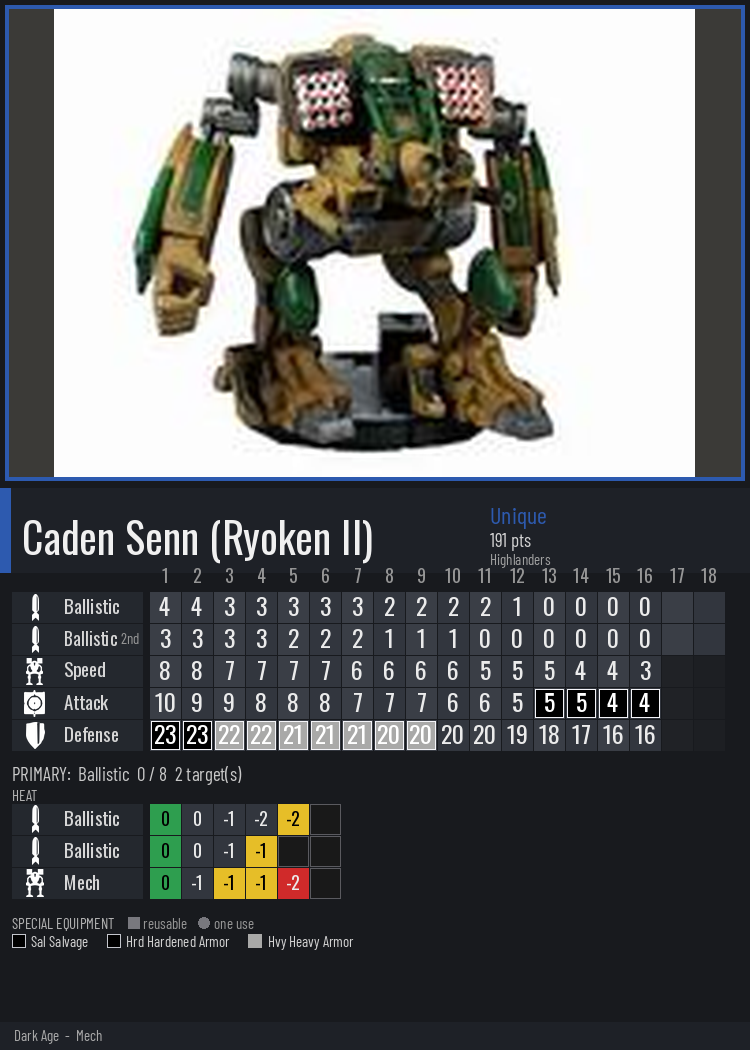 Caden Senn (Ryoken II)
Unique
191 pts
Highlanders
1 2 3 4 5 6 7 8 9 10 11 12 13 14 15 16 17 18
Ballistic 4 4 3 3 3 3 3 2 2 2 2 1 0 0 0 0
Ballistic 2nd 3 3 3 3 2 2 2 1 1 1 0 0 0 0 0 0
Speed 8 8 7 7 7 7 6 6 6 6 5 5 5 4 4 3
Attack 10 9 9 8 8 8 7 7 7 6 6 5 5 5 4 4
Defense 23 23 22 22 21 21 21 20 20 20 20 19 18 17 16 16
PRIMARY: Ballistic 0 / 8 2 target(s)
HEAT
Ballistic 0 0 -1 -2 -2
Ballistic 0 0 -1 -1
Mech 0 -1 -1 -1 -2
SPECIAL EQUIPMENT reusable one use
Sal Salvage Hrd Hardened Armor Hvy Heavy Armor
Dark Age - Mech